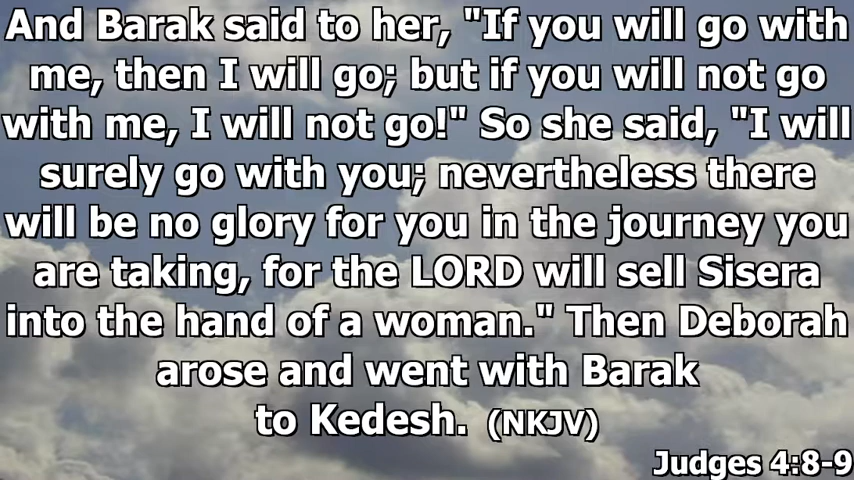 And Barak said to her, "If you will go with
me, then I will go; but if you will not go
with me, I will not go!" So she said, "I will
surely go with you; nevertheless there
will be no glory for you in the journey you
are taking, for the LORD will sell Sisera
into the hand of a woman." Then Deborah
arose and went with Barak
to Kedesh. (NKJV)
Judges 4:8-9